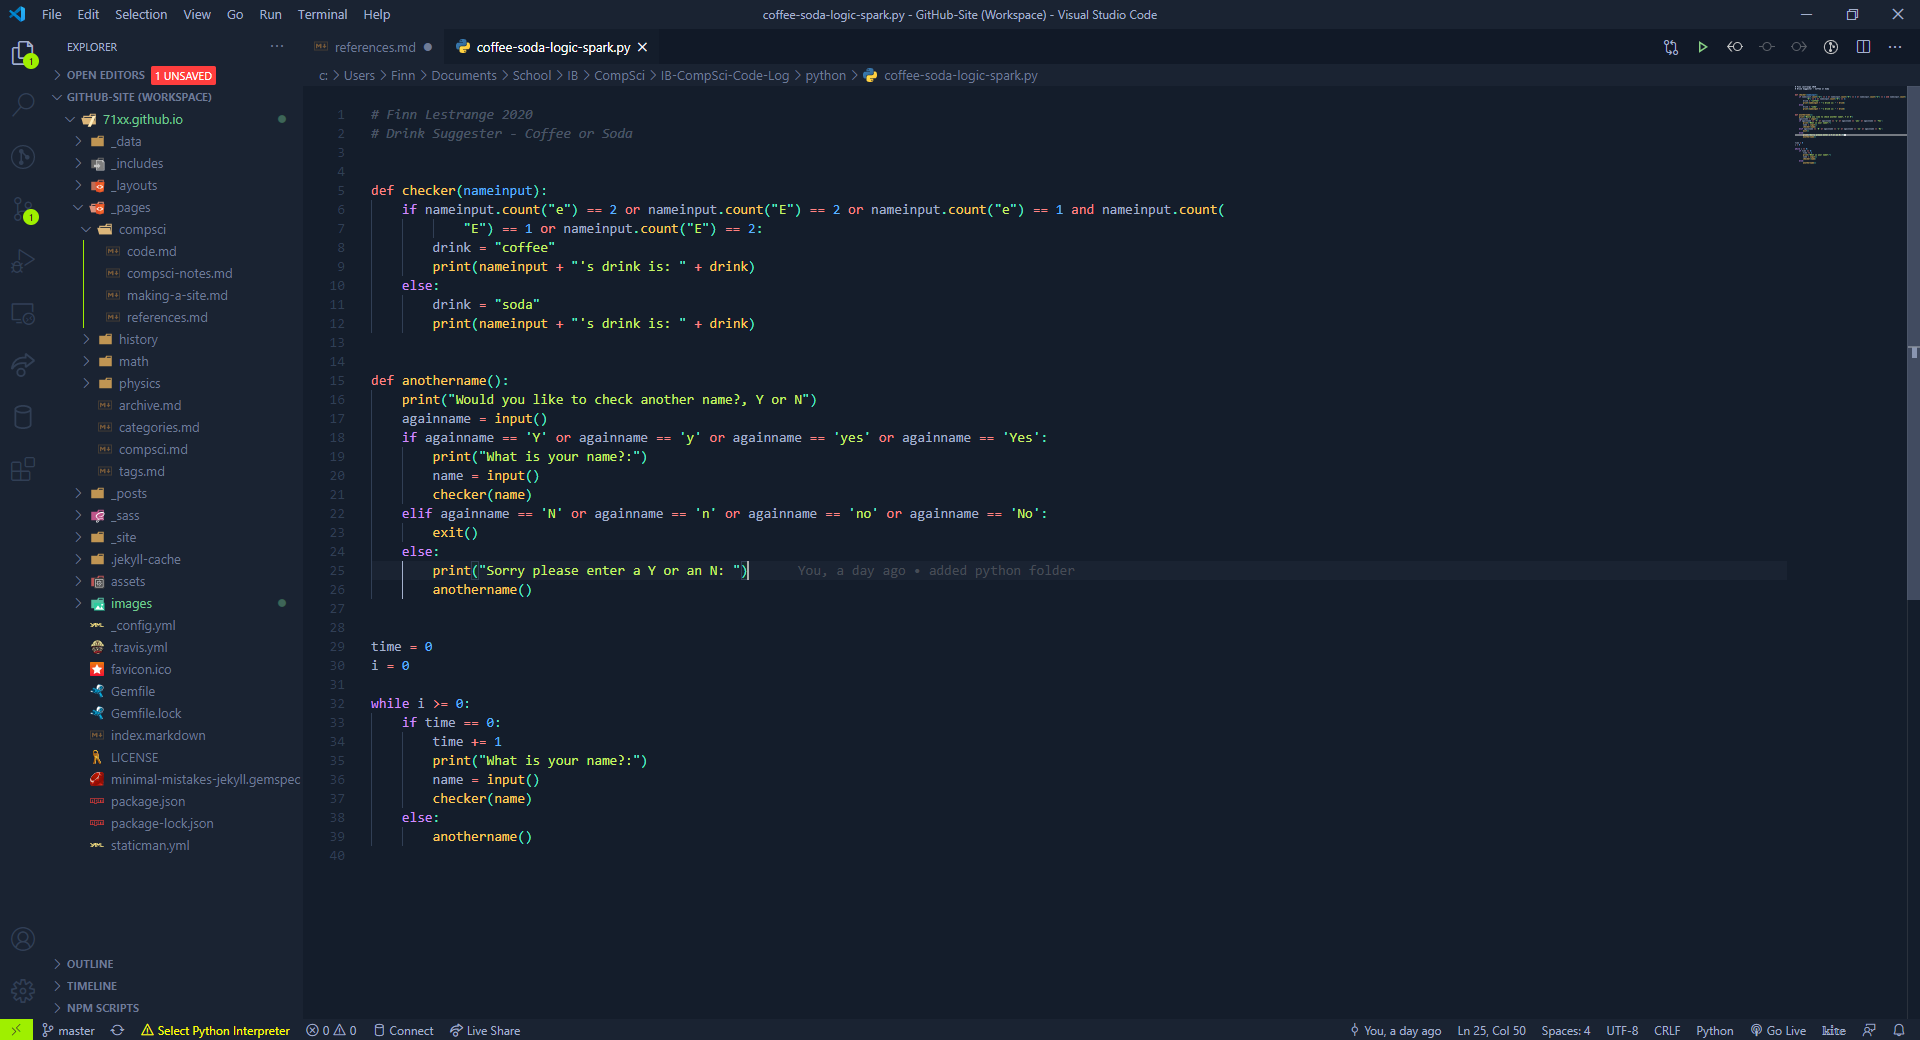 File Edit Selection View Go Run Terminal Help
coffee-soda-logic-spark.py - GitHub-Site (Workspace) - Visual Studio Code
EXPLORER
OPEN EDITORS 1 UNSAVED
GITHUB-SITE (WORKSPACE)
71xx.github.io
_data
_includes
_layouts
_pages
compsci
code.md
compsci-notes.md
making-a-site.md
references.md
history
math
physics
archive.md
categories.md
compsci.md
tags.md
_posts
_sass
_site
.jekyll-cache
assets
images
_config.yml
.travis.yml
favicon.ico
Gemfile
Gemfile.lock
index.markdown
LICENSE
minimal-mistakes-jekyll.gemspec
package.json
package-lock.json
staticman.yml
OUTLINE
TIMELINE
NPM SCRIPTS
1
1
references.md
coffee-soda-logic-spark.py
c: > Users > Finn > Documents > School > IB > CompSci > IB-CompSci-Code-Log > python > coffee-soda-logic-spark.py
1 # Finn Lestrange 2020
2 # Drink Suggester - Coffee or Soda
3
4
5 def checker(nameinput):
6 if nameinput.count("e") == 2 or nameinput.count("E") == 2 or nameinput.count("e") == 1 and nameinput.count(
7 "E") == 1 or nameinput.count("E") == 2:
8 drink = "coffee"
9 print(nameinput + "'s drink is: " + drink)
10 else:
11 drink = "soda"
12 print(nameinput + "'s drink is: " + drink)
13
14
15 def anothername():
16 print("Would you like to check another name?, Y or N")
17 againname = input()
18 if againname == 'Y' or againname == 'y' or againname == 'yes' or againname == 'Yes':
19 print("What is your name?:")
20 name = input()
21 checker(name)
22 elif againname == 'N' or againname == 'n' or againname == 'no' or againname == 'No':
23 exit()
24 else:
25 print("Sorry please enter a Y or an N: ") You, a day ago • added python folder
26 anothername()
27
28
29 time = 0
30 i = 0
31
32 while i >= 0:
33 if time == 0:
34 time += 1
35 print("What is your name?:")
36 name = input()
37 checker(name)
38 else:
39 anothername()
40
master Select Python Interpreter 0 0 Connect Live Share You, a day ago Ln 25, Col 50 Spaces: 4 UTF-8 CRLF Python Go Live kite